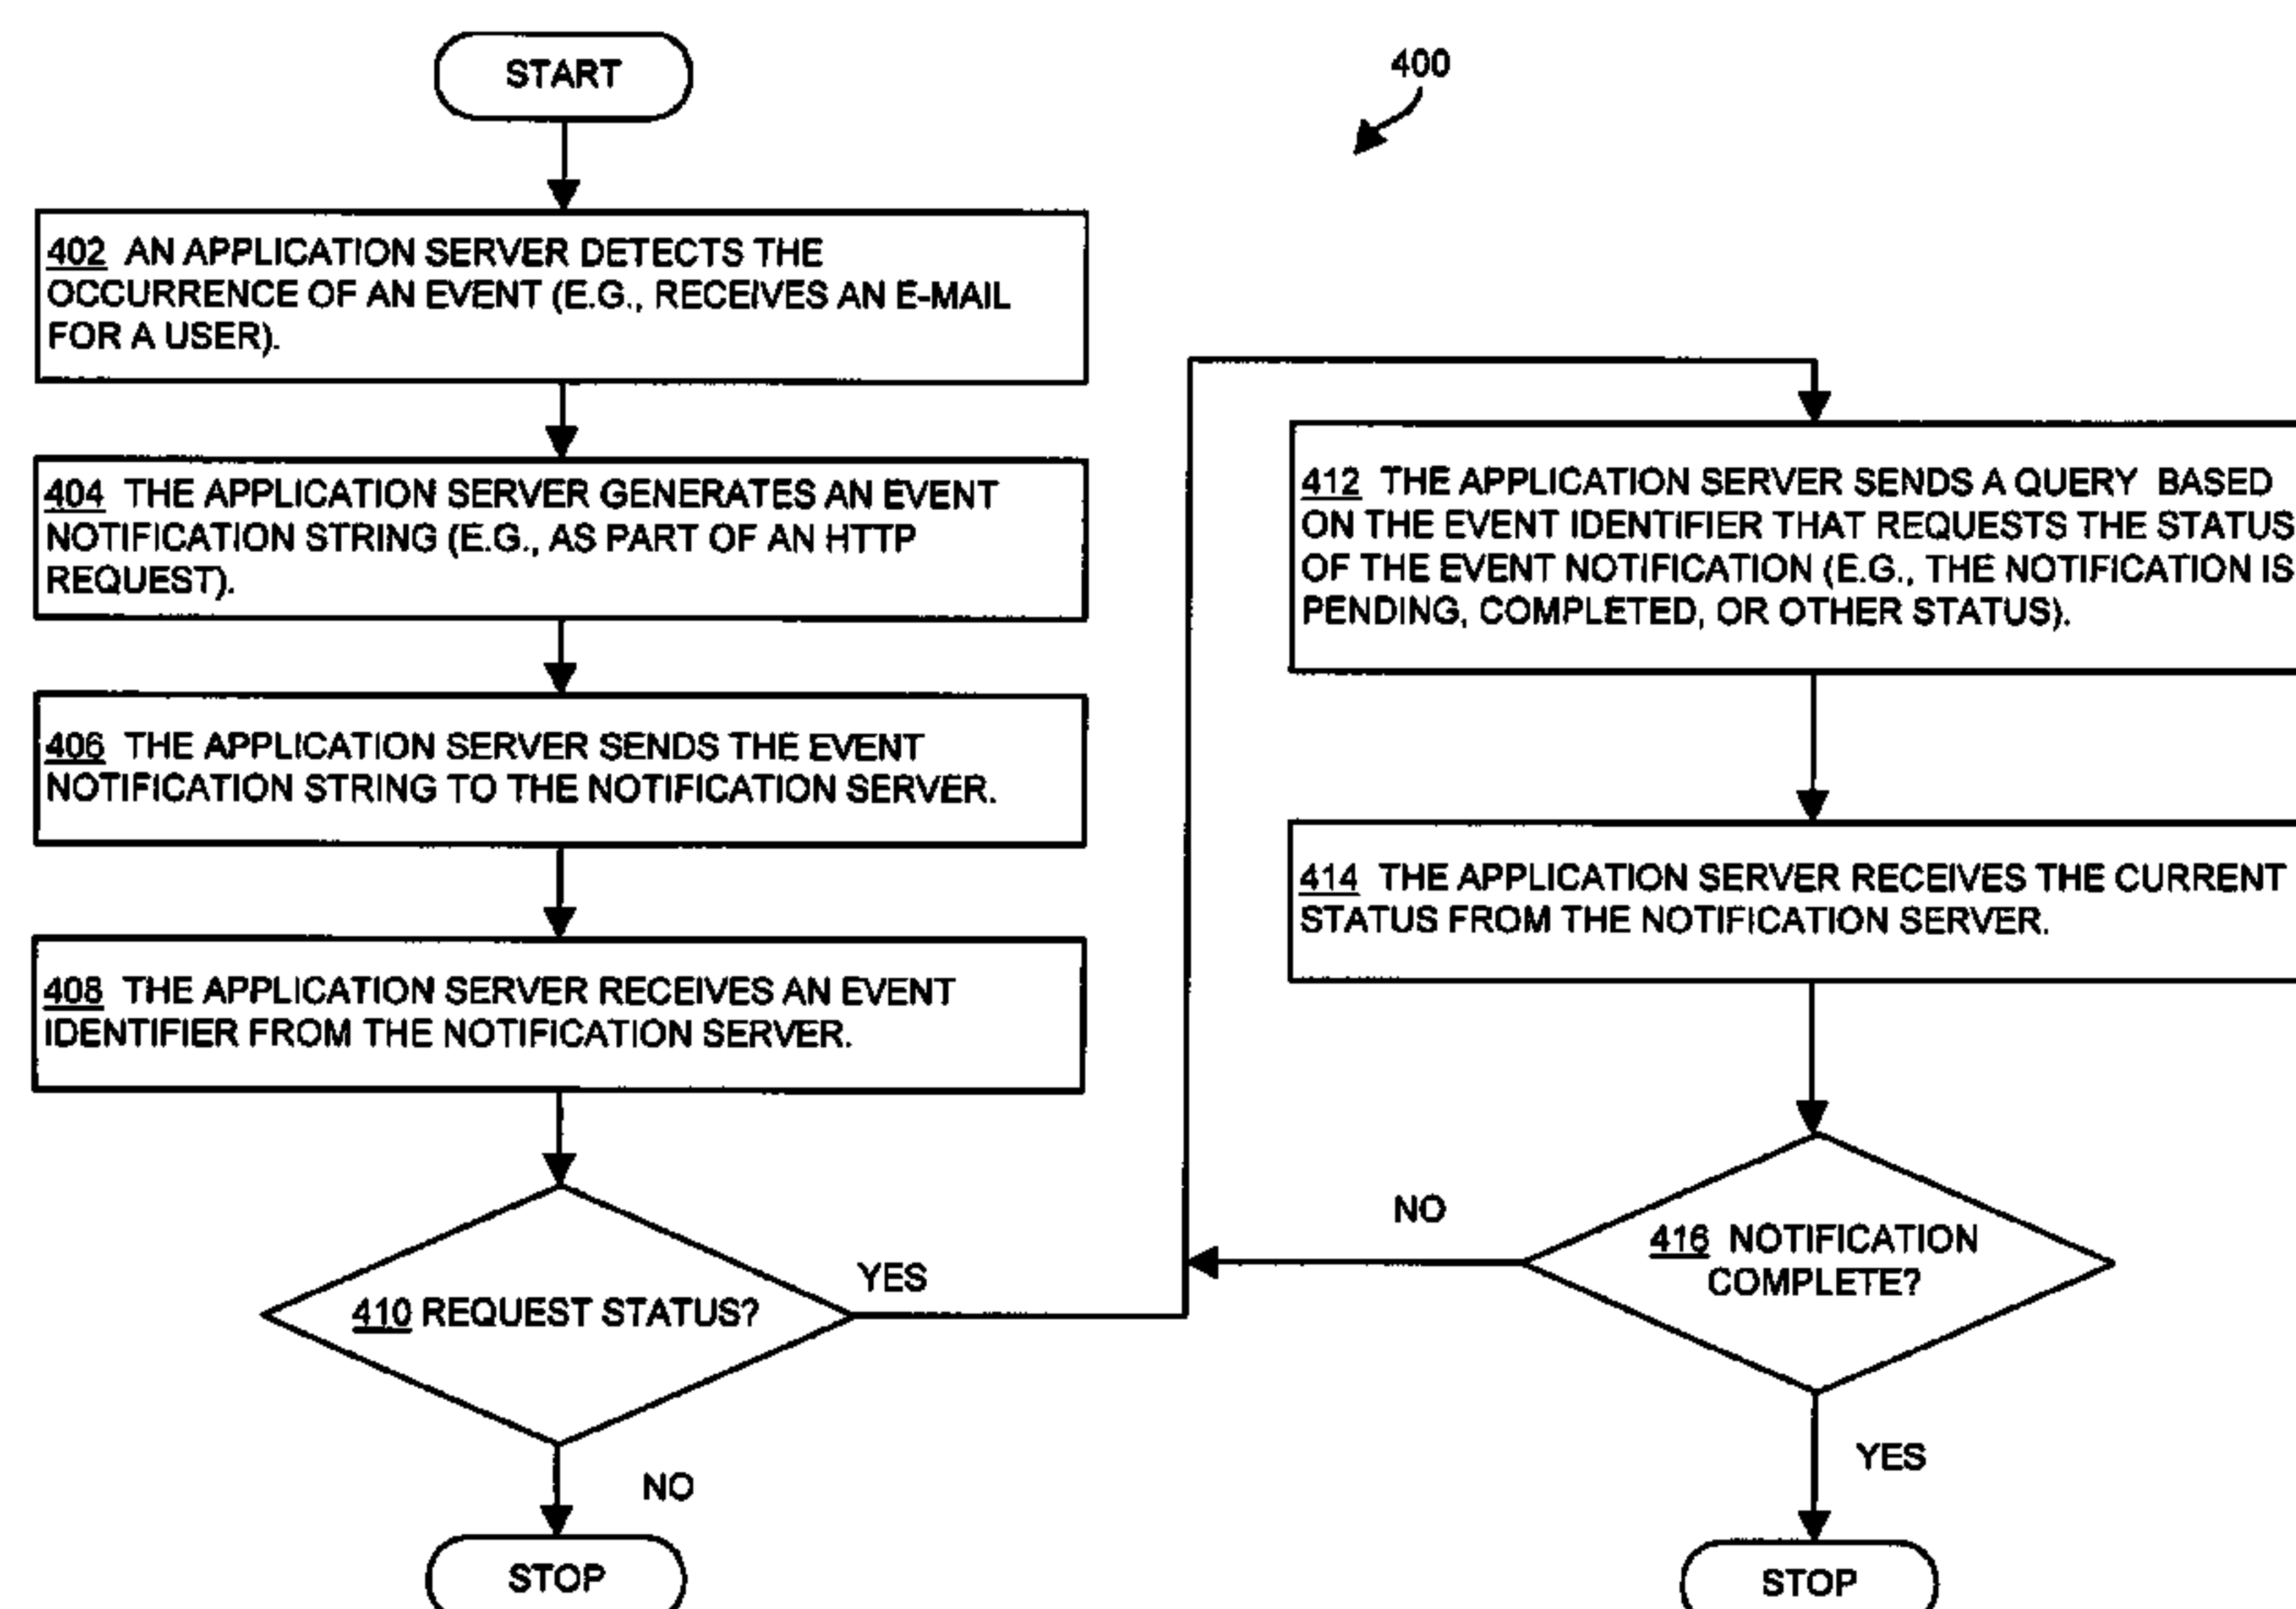 START
400
402 AN APPLICATION SERVER DETECTS THE
OCCURRENCE OF AN EVENT (E.G., RECEIVES AN E-MAIL
FOR A USER).
404 THE APPLICATION SERVER GENERATES AN EVENT
NOTIFICATION STRING (E.G., AS PART OF AN HTTP
REQUEST).
406 THE APPLICATION SERVER SENDS THE EVENT
NOTIFICATION STRING TO THE NOTIFICATION SERVER.
408 THE APPLICATION SERVER RECEIVES AN EVENT
IDENTIFIER FROM THE NOTIFICATION SERVER.
410 REQUEST STATUS?
YES
NO
STOP
412 THE APPLICATION SERVER SENDS A QUERY BASED
ON THE EVENT IDENTIFIER THAT REQUESTS THE STATUS
OF THE EVENT NOTIFICATION (E.G., THE NOTIFICATION IS
PENDING, COMPLETED, OR OTHER STATUS).
414 THE APPLICATION SERVER RECEIVES THE CURRENT
STATUS FROM THE NOTIFICATION SERVER.
NO
416 NOTIFICATION
COMPLETE?
YES
STOP